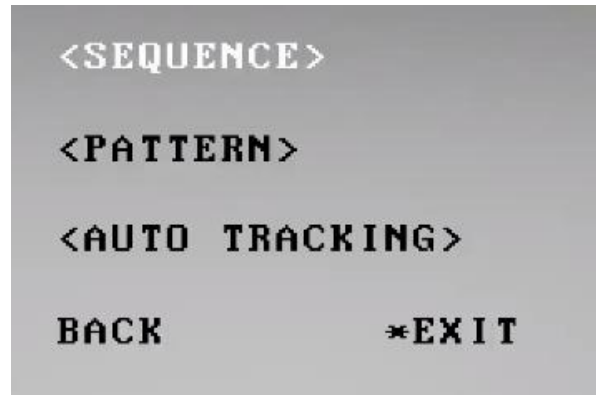 <SEQUENCE>
<PATTERN>
<AUTO TRACKING>
BACK *EXIT